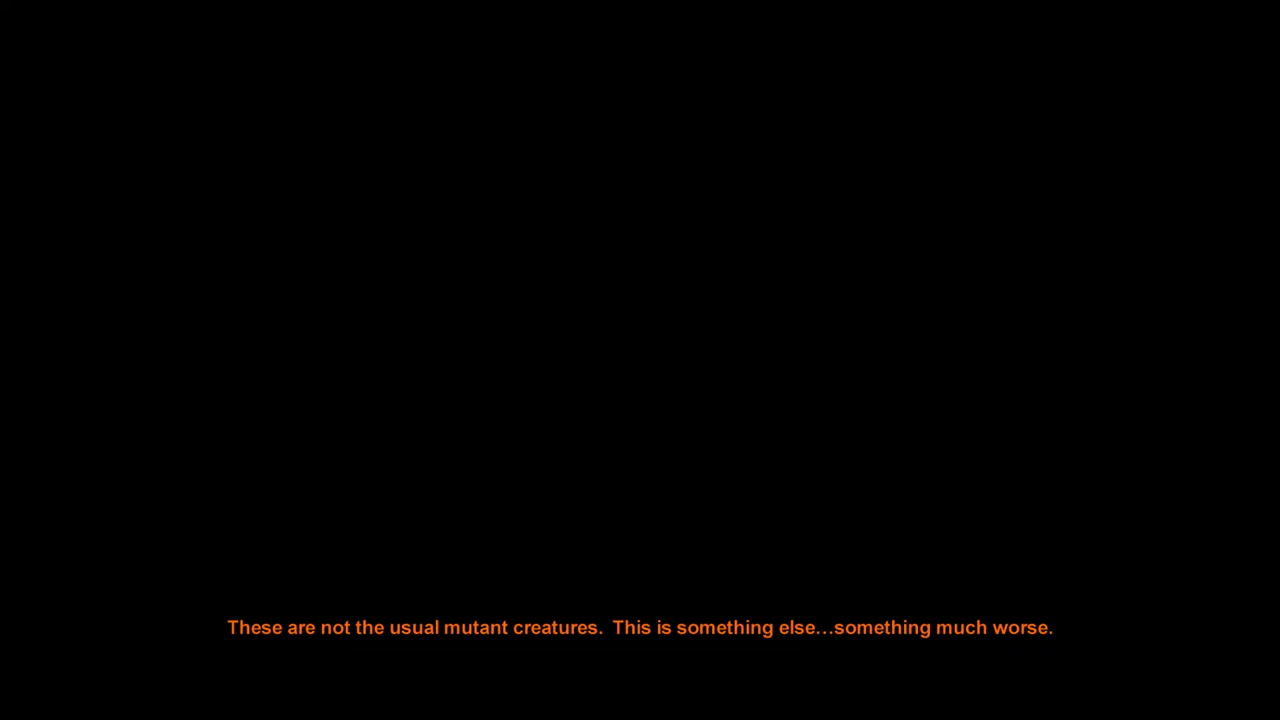 These are not the usual mutant creatures.  This is something else…something much worse.